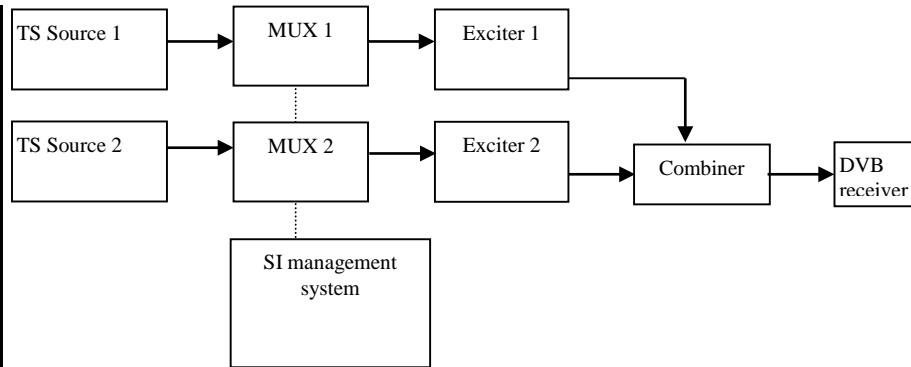 TS Source 1
MUX 1
Exciter 1
TS Source 2
MUX 2
Exciter 2
Combiner
DVB
receiver
SI management
system